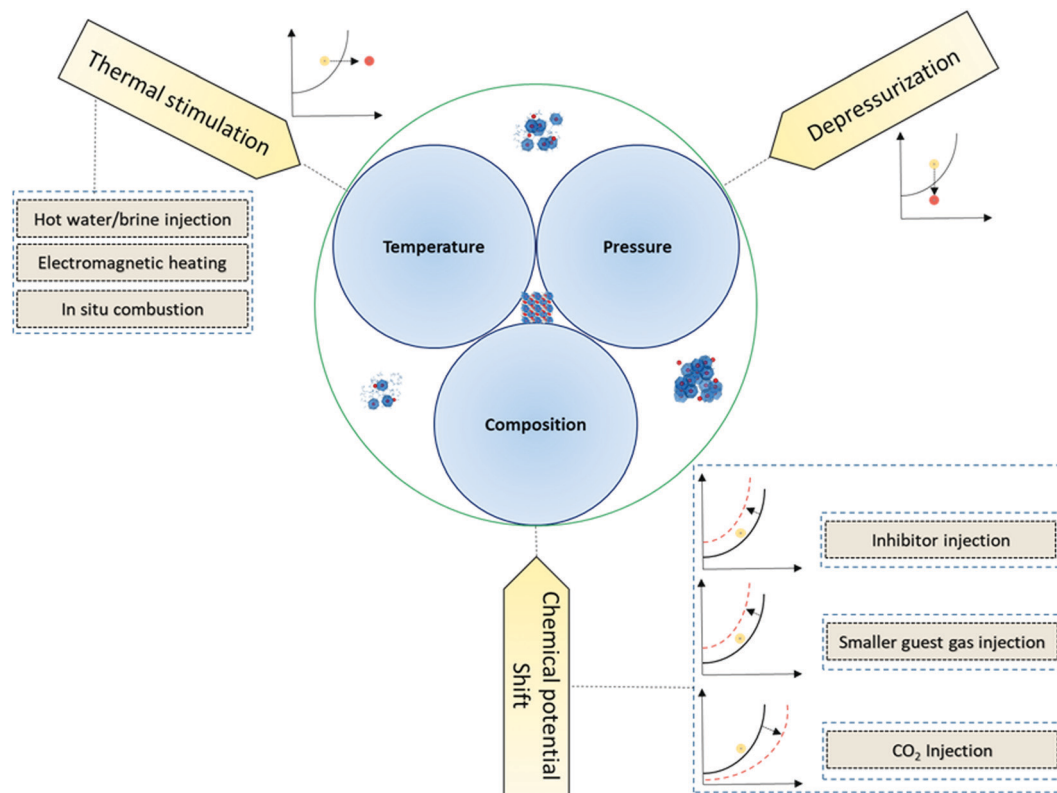 Thermal stimulation
Depressurization
Hot water/brine injection
Electromagnetic heating
In situ combustion
Temperature
Pressure
Composition
Chemical potential
Shift
Inhibitor injection
Smaller guest gas injection
CO₂ Injection